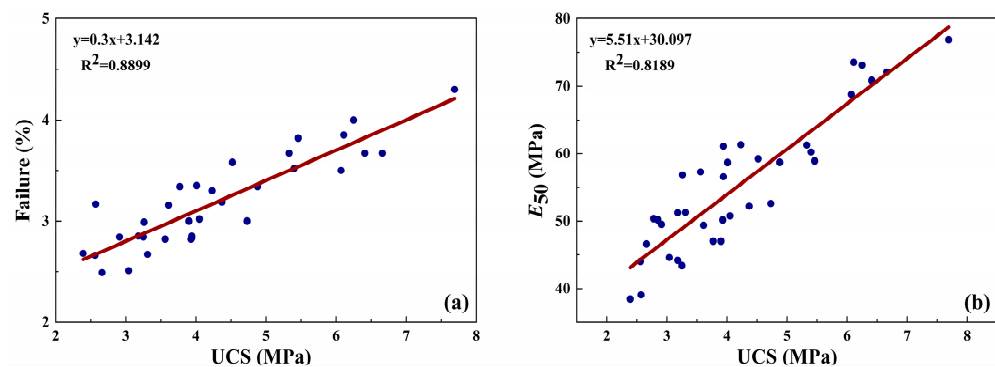 y=0.3x+3.142
R²=0.8899
Failure (%)
5
4
3
2
2 3 4 5 6 7 8
UCS (MPa)
(a)
y=5.51x+30.097
R²=0.8189
E50 (MPa)
80
70
60
50
40
2 3 4 5 6 7 8
UCS (MPa)
(b)